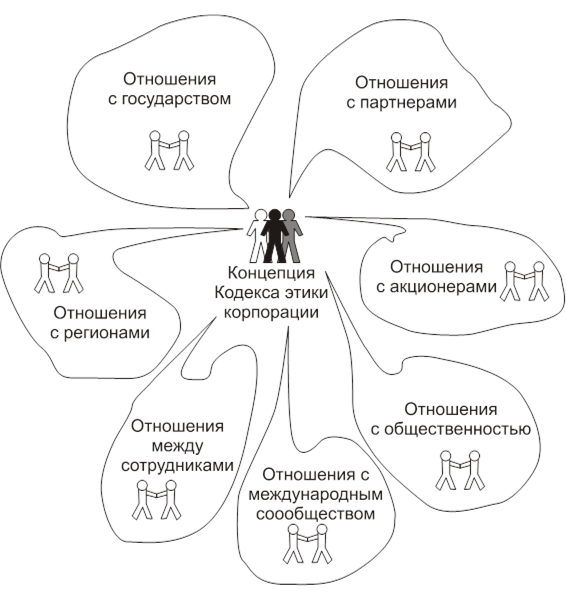 Отношения
с государством
Отношения
с партнерами
Концепция
Кодекса этики
корпорации
Отношения
с акционерами
Отношения
с регионами
Отношения
с общественностью
Отношения
между
сотрудниками
Отношения с
международным
соообществом